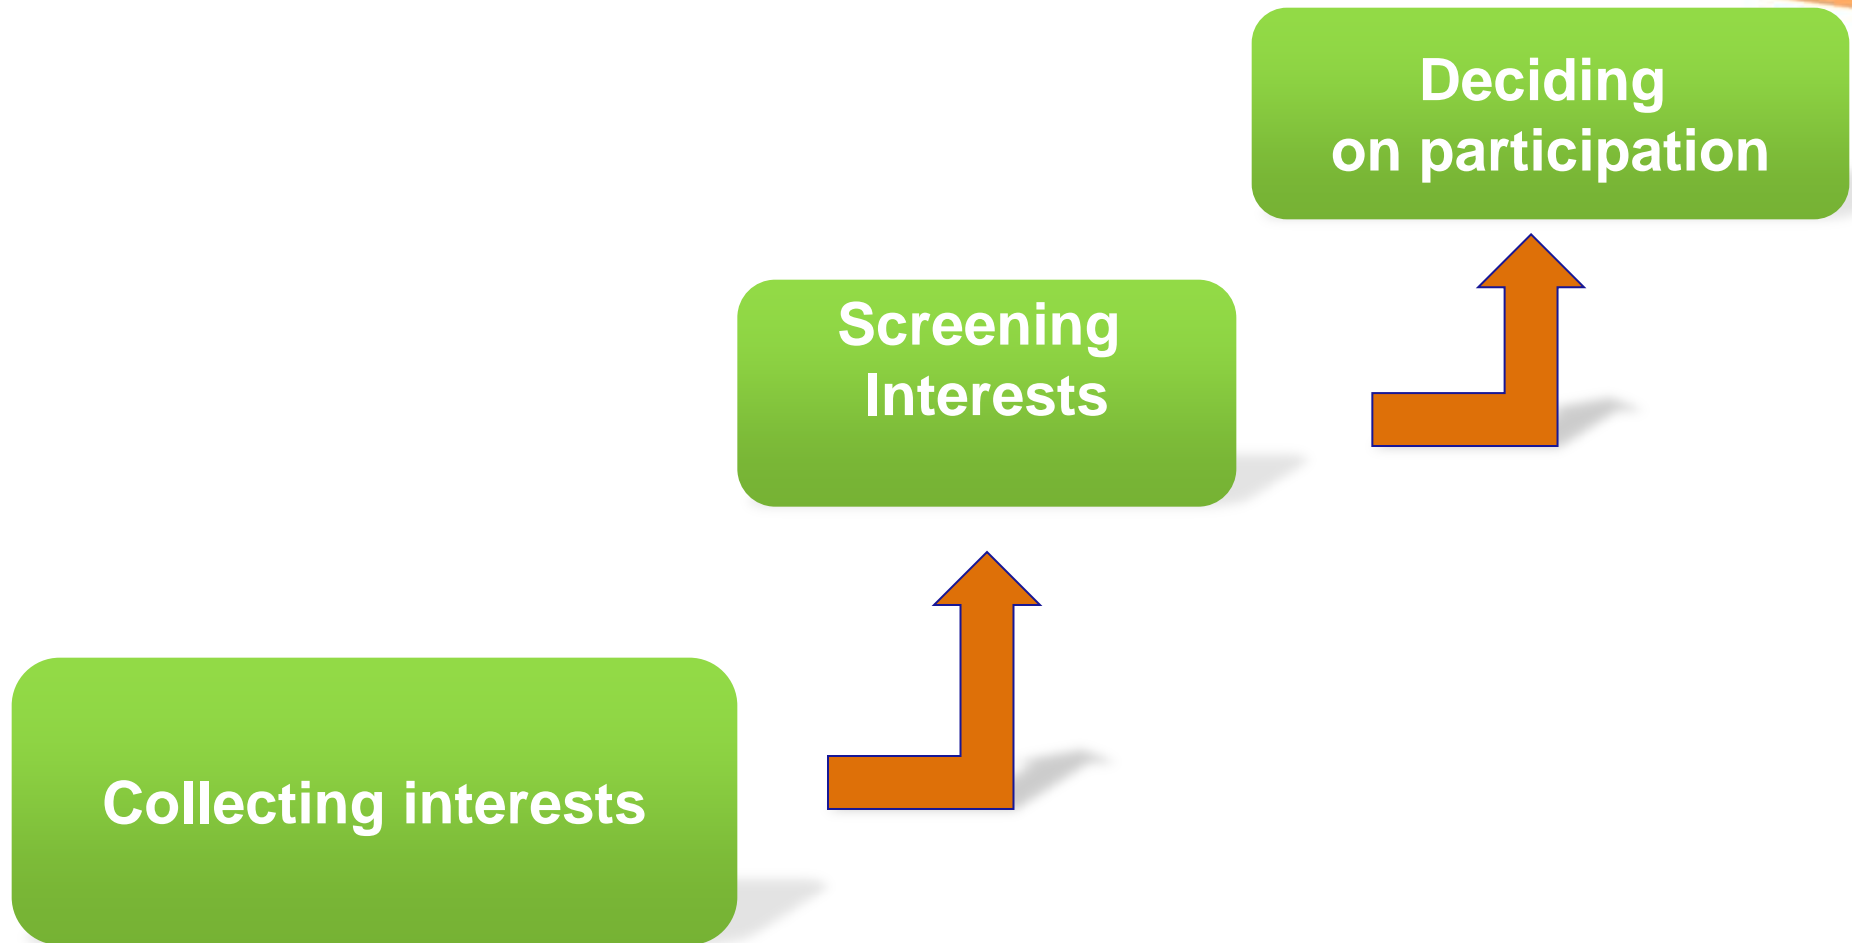 Deciding
on participation
Screening
Interests
Collecting interests